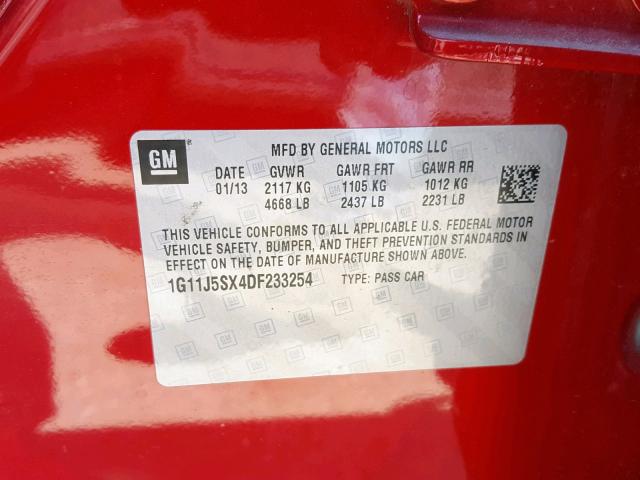 MFD BY GENERAL MOTORS LLC
GM
DATE GVWR GAWR FRT GAWR RR
01/13 2117 KG 1105 KG 1012 KG
4668 LB 2437 LB 2231 LB
THIS VEHICLE CONFORMS TO ALL APPLICABLE U.S. FEDERAL MOTOR
VEHICLE SAFETY, BUMPER, AND THEFT PREVENTION STANDARDS IN
EFFECT ON THE DATE OF MANUFACTURE SHOWN ABOVE.
1G11J5SX4DF233254 TYPE: PASS CAR